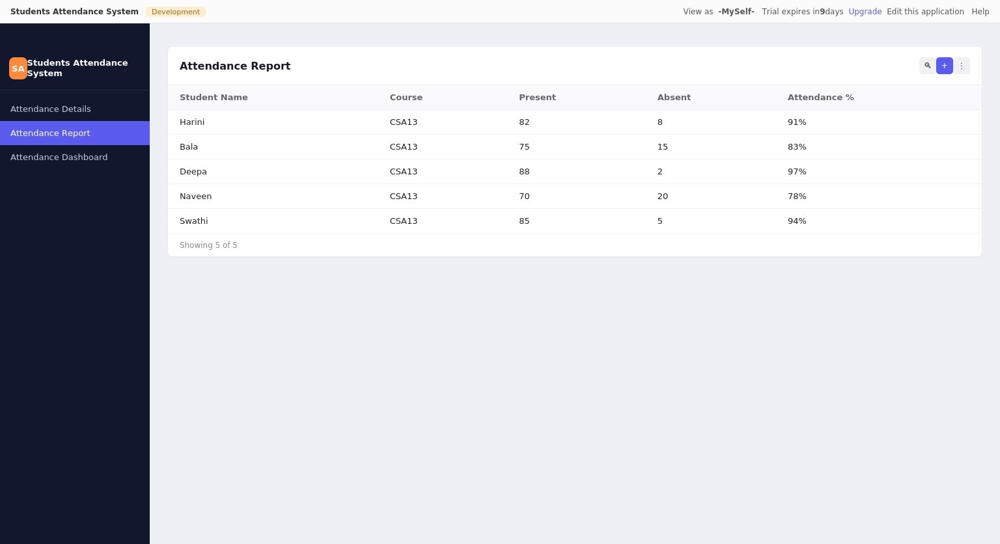 Students Attendance System Development View as -MySelf- Trial expires in9days Upgrade Edit this application Help
SA Students Attendance
System
Attendance Details
Attendance Report
Attendance Dashboard
Attendance Report + ⋮
Student Name Course Present Absent Attendance %
Harini CSA13 82 8 91%
Bala CSA13 75 15 83%
Deepa CSA13 88 2 97%
Naveen CSA13 70 20 78%
Swathi CSA13 85 5 94%
Showing 5 of 5